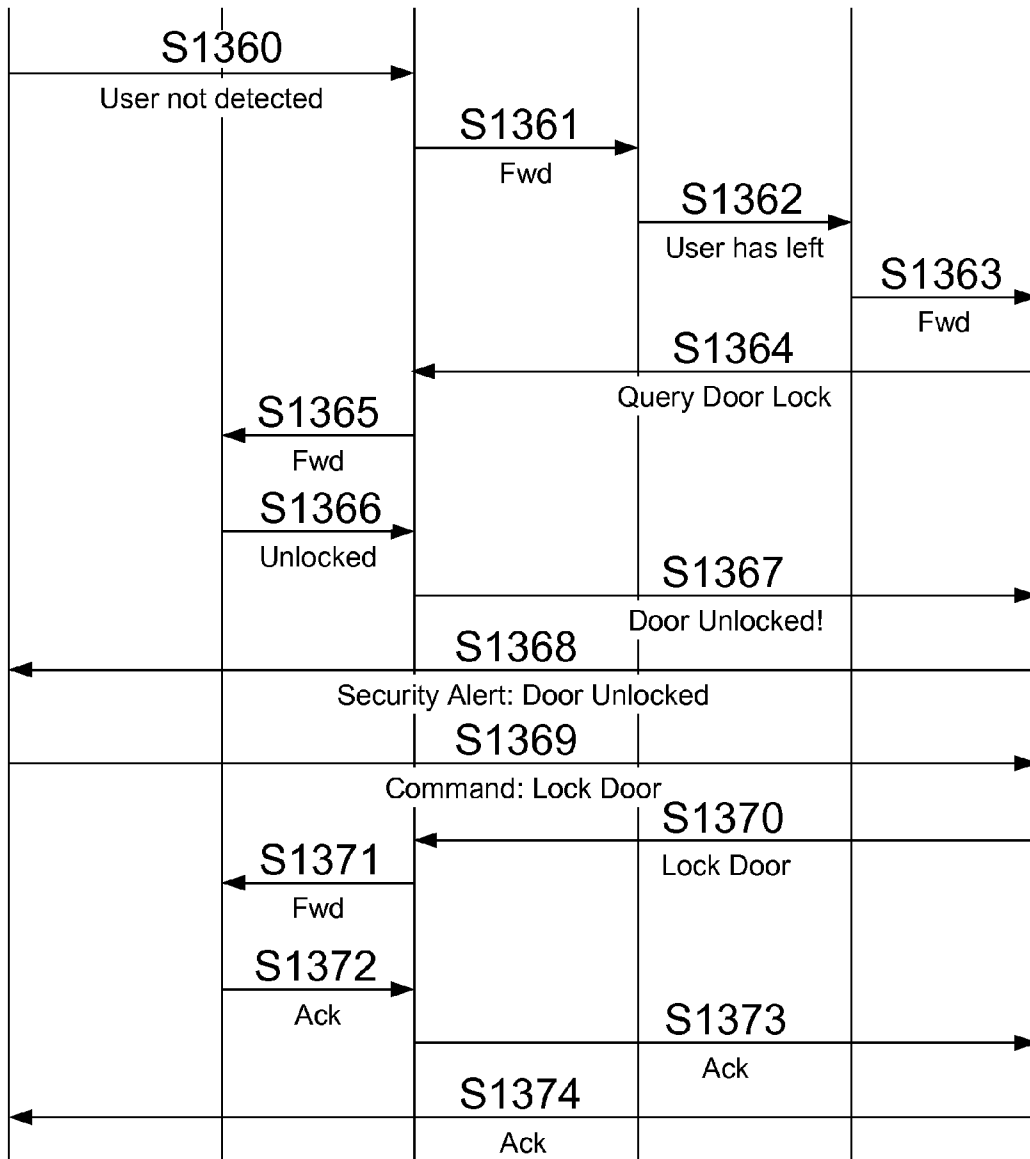 S1360
User not detected
S1361
Fwd
S1362
User has left
S1363
Fwd
S1364
Query Door Lock
S1365
Fwd
S1366
Unlocked
S1367
Door Unlocked!
S1368
Security Alert: Door Unlocked
S1369
Command: Lock Door
S1370
Lock Door
S1371
Fwd
S1372
Ack
S1373
Ack
S1374
Ack